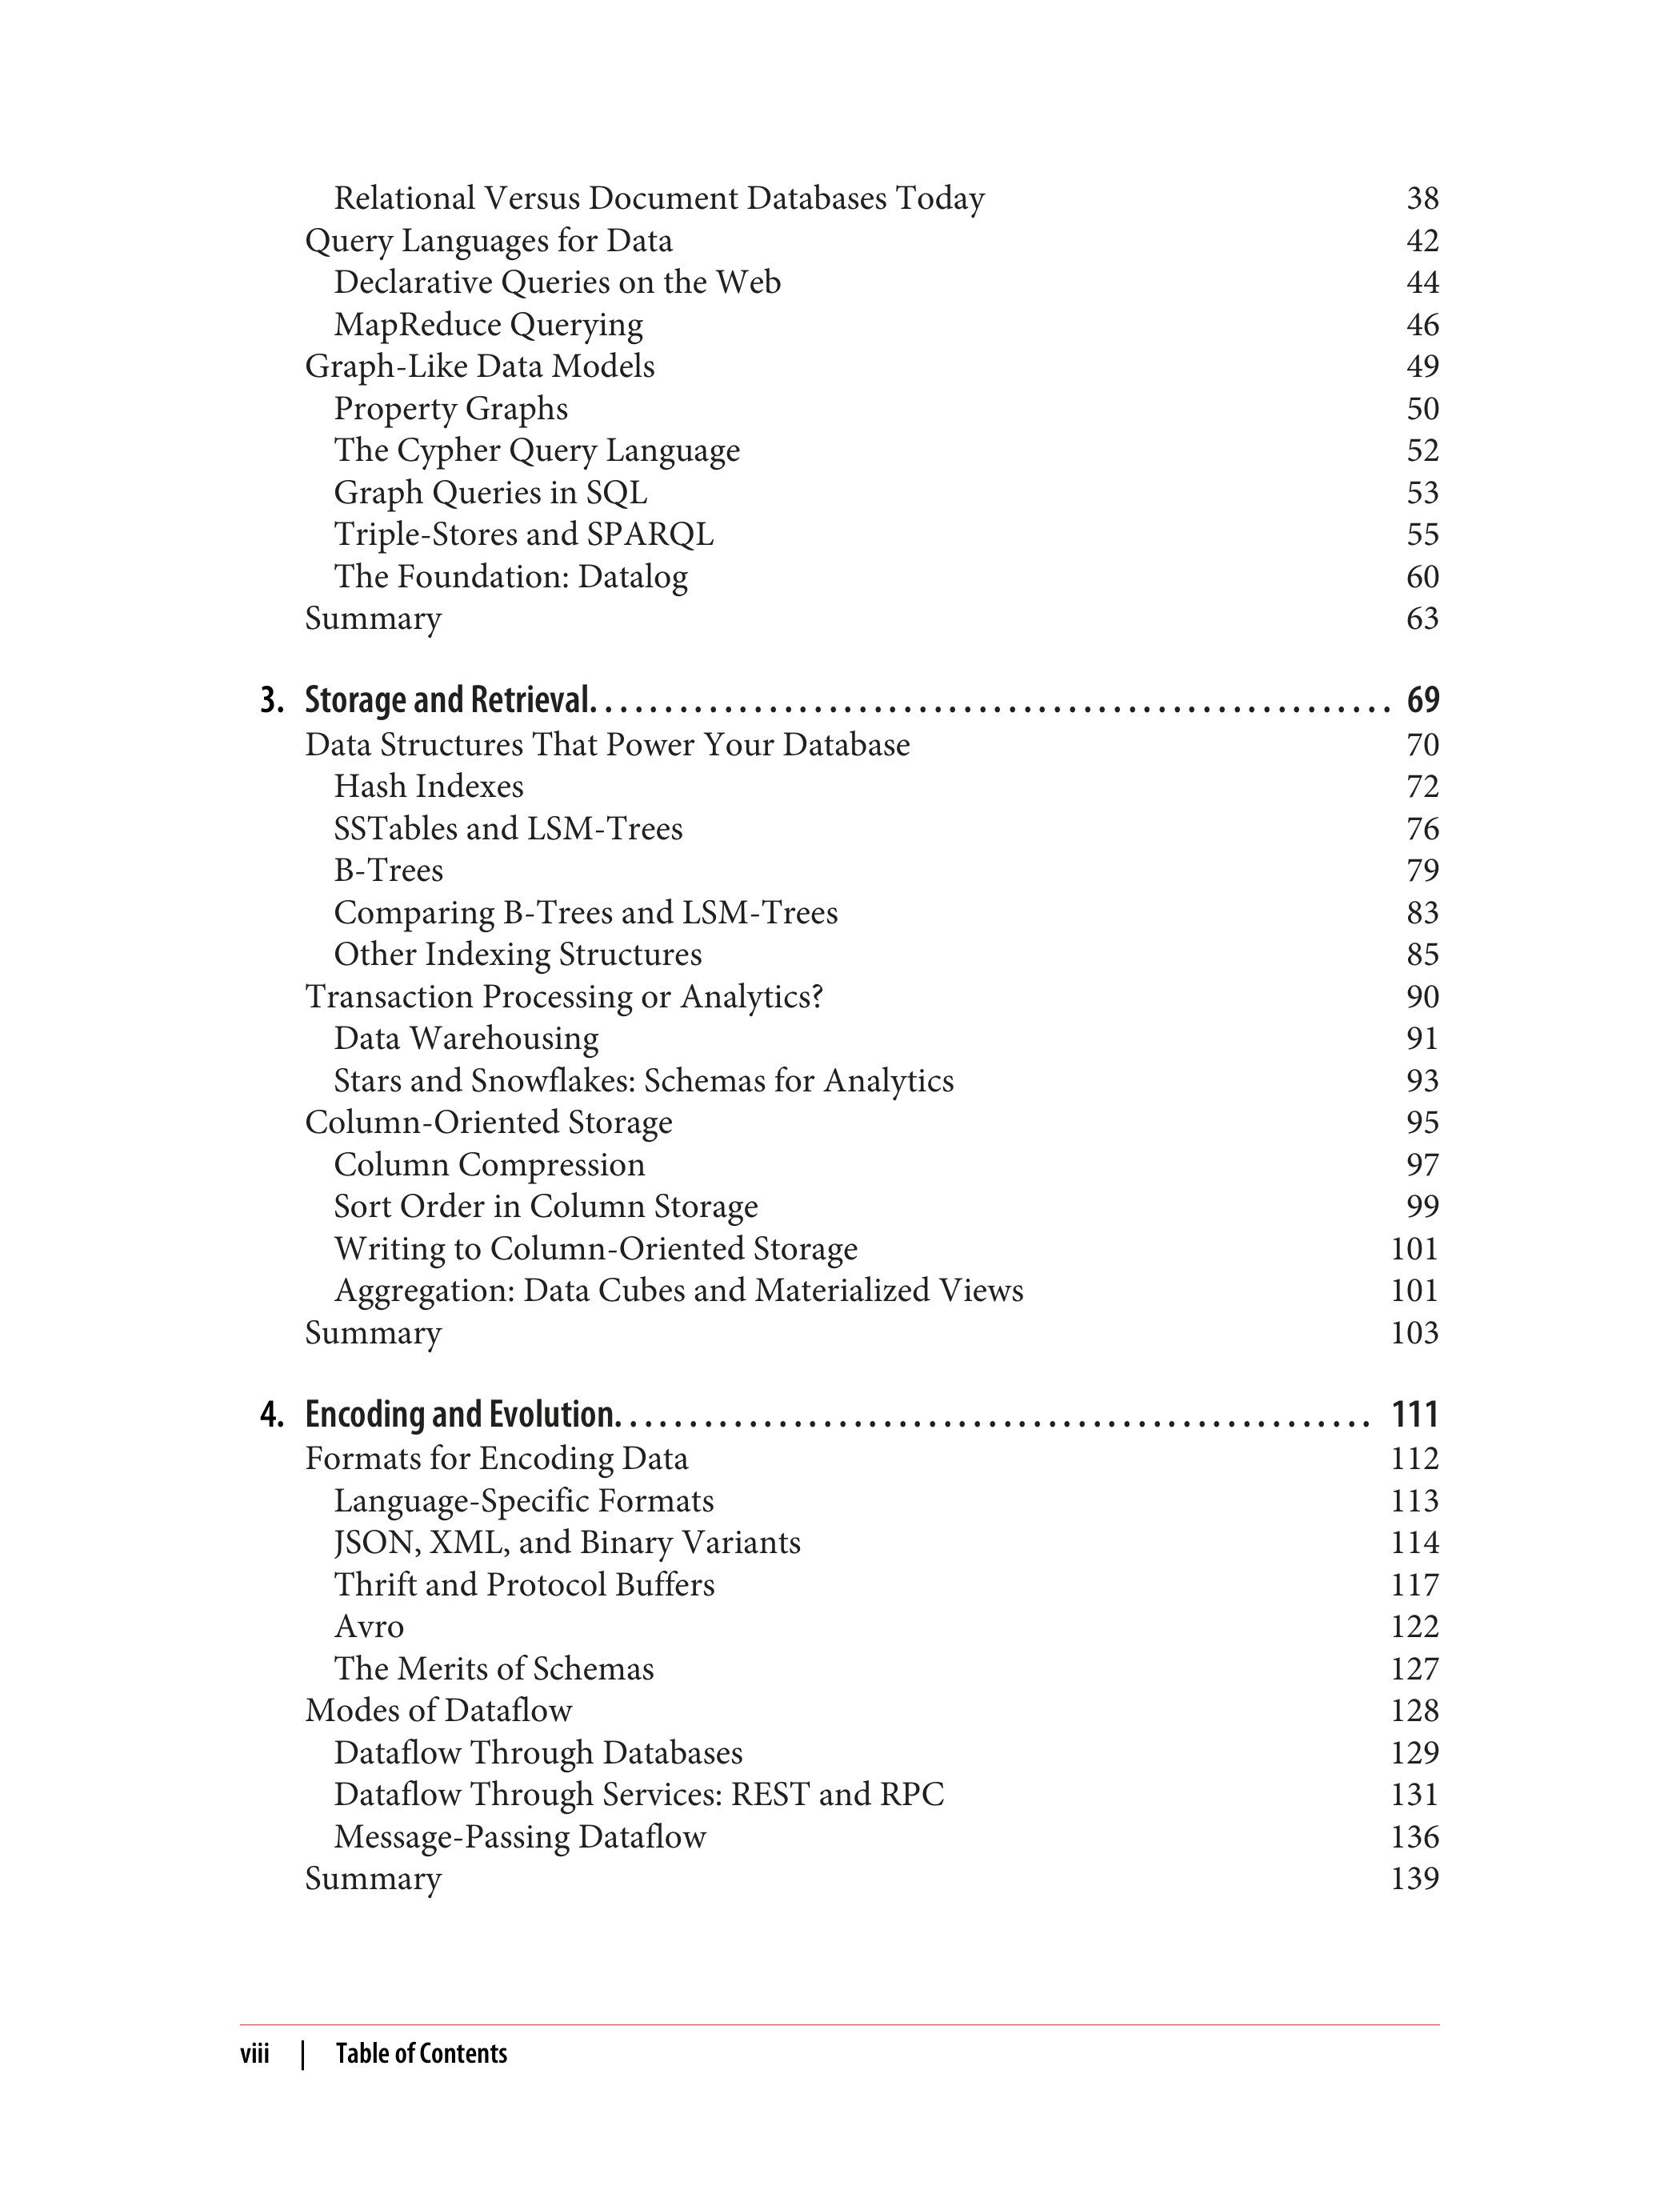 Relational Versus Document Databases Today 38
Query Languages for Data 42
Declarative Queries on the Web 44
MapReduce Querying 46
Graph-Like Data Models 49
Property Graphs 50
The Cypher Query Language 52
Graph Queries in SQL 53
Triple-Stores and SPARQL 55
The Foundation: Datalog 60
Summary 63
3. Storage and Retrieval. . . . . . . . . . . . . . . . . . . . . . . . . . . . . . . . . . . . . . . . . . . . . . . . . . . . . . 69
Data Structures That Power Your Database 70
Hash Indexes 72
SSTables and LSM-Trees 76
B-Trees 79
Comparing B-Trees and LSM-Trees 83
Other Indexing Structures 85
Transaction Processing or Analytics? 90
Data Warehousing 91
Stars and Snowflakes: Schemas for Analytics 93
Column-Oriented Storage 95
Column Compression 97
Sort Order in Column Storage 99
Writing to Column-Oriented Storage 101
Aggregation: Data Cubes and Materialized Views 101
Summary 103
4. Encoding and Evolution. . . . . . . . . . . . . . . . . . . . . . . . . . . . . . . . . . . . . . . . . . . . . . . . . . . 111
Formats for Encoding Data 112
Language-Specific Formats 113
JSON, XML, and Binary Variants 114
Thrift and Protocol Buffers 117
Avro 122
The Merits of Schemas 127
Modes of Dataflow 128
Dataflow Through Databases 129
Dataflow Through Services: REST and RPC 131
Message-Passing Dataflow 136
Summary 139
viii | Table of Contents